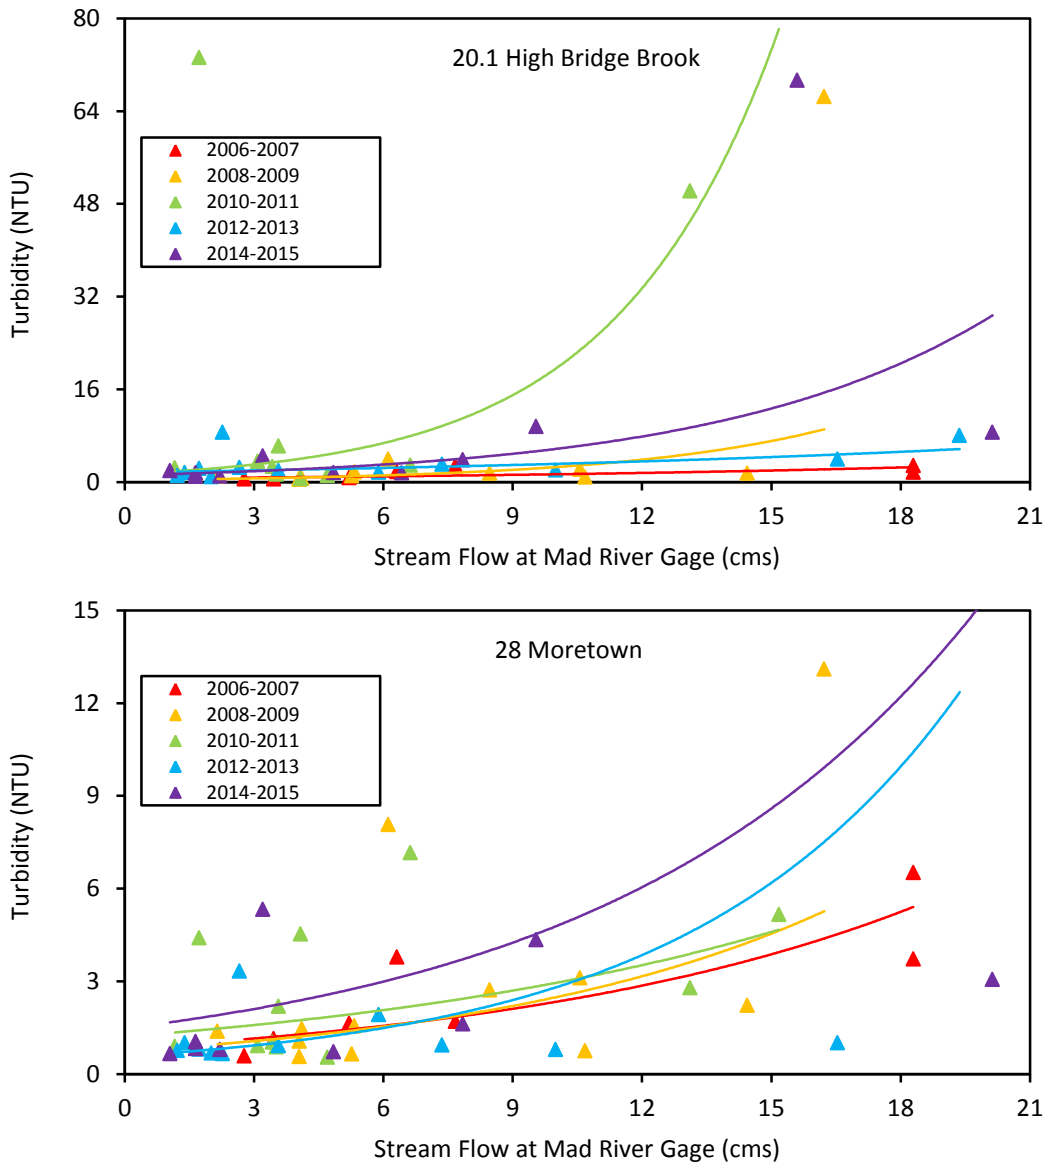 20.1 High Bridge Brook
Turbidity (NTU)
80
64
48
32
16
0
2006-2007
2008-2009
2010-2011
2012-2013
2014-2015
0 3 6 9 12 15 18 21
Stream Flow at Mad River Gage (cms)
28 Moretown
Turbidity (NTU)
15
12
9
6
3
0
2006-2007
2008-2009
2010-2011
2012-2013
2014-2015
0 3 6 9 12 15 18 21
Stream Flow at Mad River Gage (cms)